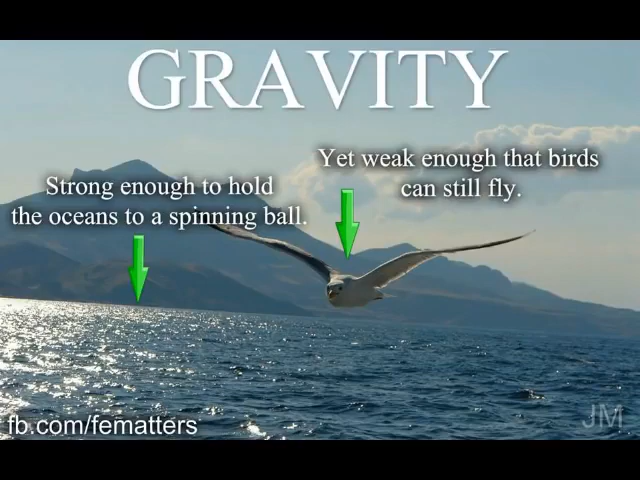 GRAVITY
Strong enough to hold
the oceans to a spinning ball.
Yet weak enough that birds
can still fly.
fb.com/fematters
JM